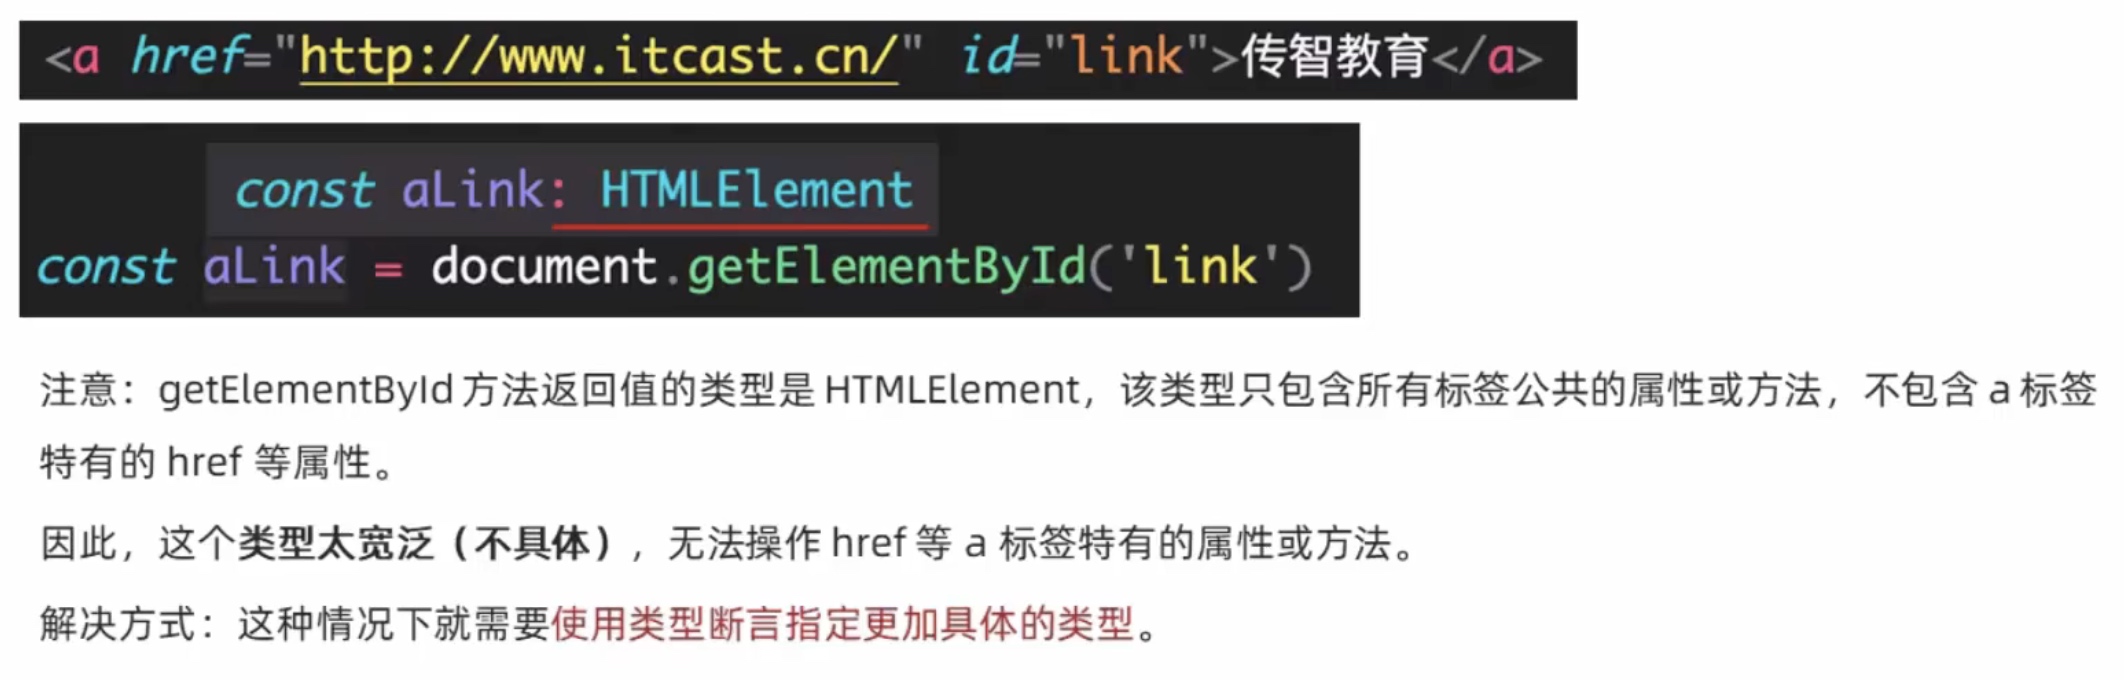 <a href="http://www.itcast.cn/" id="link">传智教育</a>
const aLink: HTMLElement
const aLink = document.getElementById('link')
注意：getElementById 方法返回值的类型是 HTMLElement，该类型只包含所有标签公共的属性或方法，不包含 a 标签
特有的 href 等属性。
因此，这个类型太宽泛（不具体），无法操作 href 等 a 标签特有的属性或方法。
解决方式：这种情况下就需要使用类型断言指定更加具体的类型。